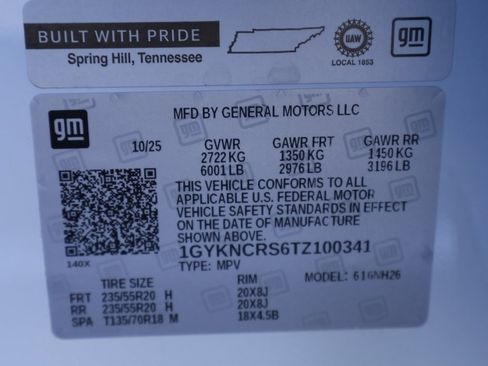 BUILT WITH PRIDE
Spring Hill, Tennessee
UAW
LOCAL 1853
gm
gm
MFD BY GENERAL MOTORS LLC
10/25 GVWR GAWR FRT GAWR RR
2722 KG 1350 KG 1450 KG
6001 LB 2976 LB 3196 LB
THIS VEHICLE CONFORMS TO ALL
APPLICABLE U.S. FEDERAL MOTOR
VEHICLE SAFETY STANDARDS IN EFFECT
ON THE DATE OF MANUFACTURE
SHOWN ABOVE.
140X
1GYKNCRS6TZ100341
TYPE: MPV MODEL: 6 1GNH26
TIRE SIZE RIM
FRT 235/55R20 H 20X8J
RR 235/55R20 H 20X8J
SPA T135/70R18 M 18X4.5B